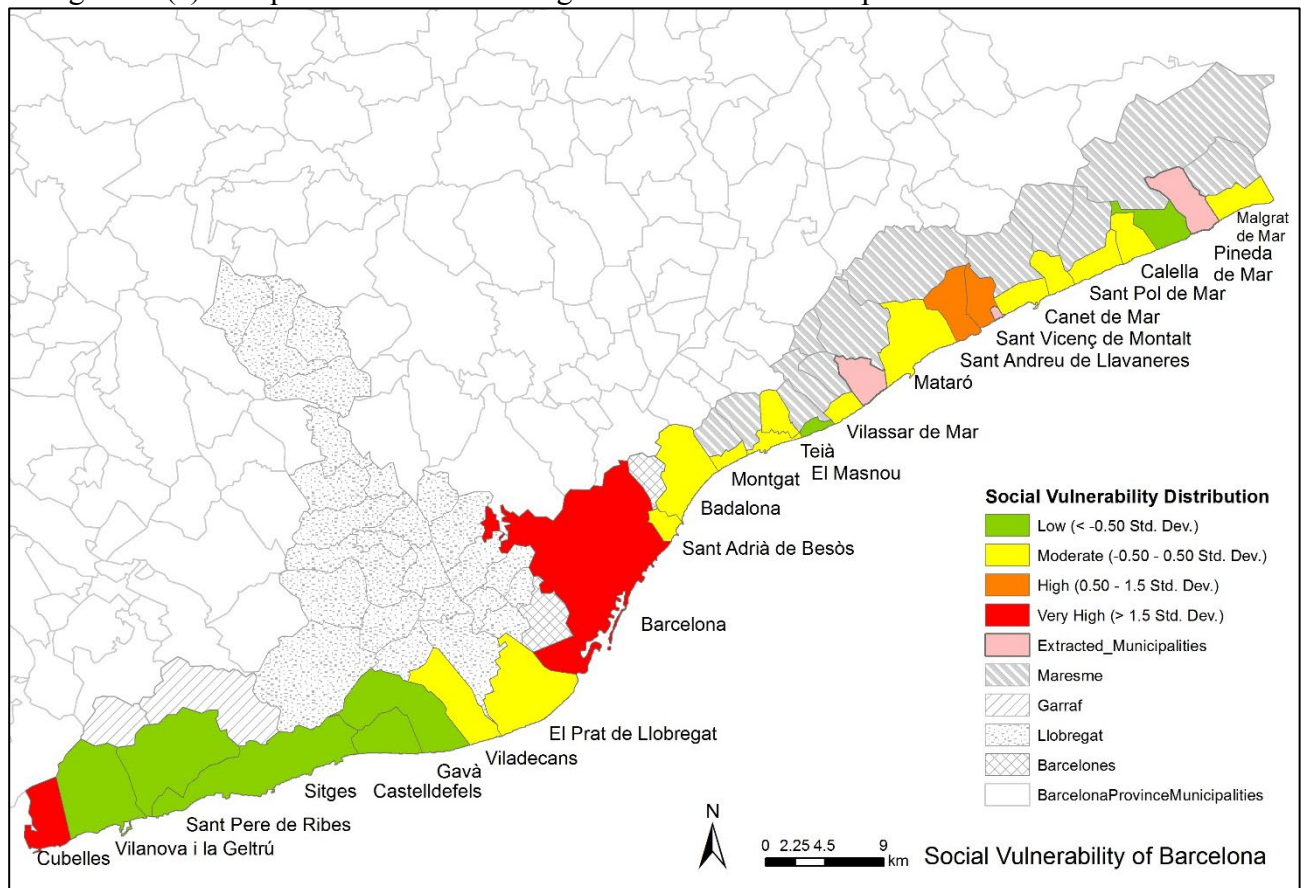 Malgrat
de Mar
Pineda
de Mar
Calella
Sant Pol de Mar
Canet de Mar
Sant Vicenç de Montalt
Sant Andreu de Llavaneres
Mataró
Vilassar de Mar
Teià
El Masnou
Montgat
Badalona
Sant Adrià de Besòs
Barcelona
El Prat de Llobregat
Viladecans
Gavà
Castelldefels
Sitges
Sant Pere de Ribes
Vilanova i la Geltrú
Cubelles
Social Vulnerability Distribution
Low (< -0.50 Std. Dev.)
Moderate (-0.50 - 0.50 Std. Dev.)
High (0.50 - 1.5 Std. Dev.)
Very High (> 1.5 Std. Dev.)
Extracted_Municipalities
Maresme
Garraf
Llobregat
Barcelones
BarcelonaProvinceMunicipalities
N
0 2.25 4.5 9
km
Social Vulnerability of Barcelona